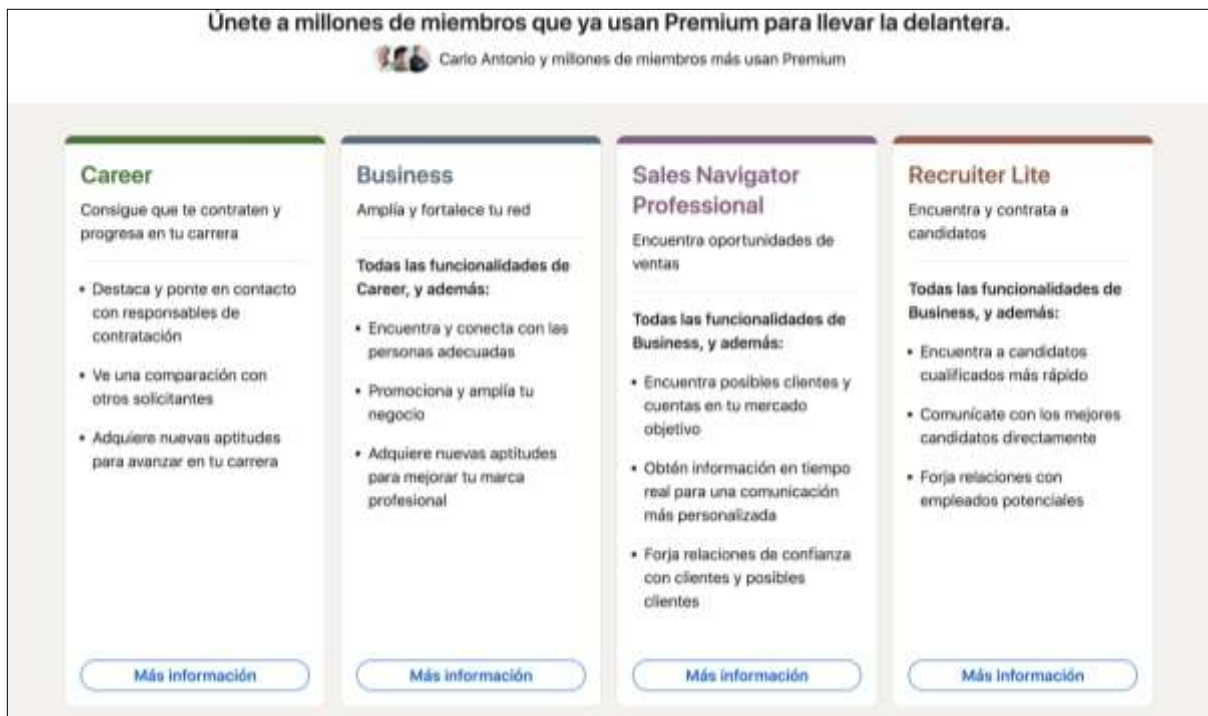 Únete a millones de miembros que ya usan Premium para llevar la delantera.
Carlo Antonio y millones de miembros más usan Premium
Career
Consigue que te contraten y
progresa en tu carrera
• Destaca y ponte en contacto
con responsables de
contratación
• Ve una comparación con
otros solicitantes
• Adquiere nuevas aptitudes
para avanzar en tu carrera
Más información
Business
Amplía y fortalece tu red
Todas las funcionalidades de
Career, y además:
• Encuentra y conecta con las
personas adecuadas
• Promociona y amplía tu
negocio
• Adquiere nuevas aptitudes
para mejorar tu marca
profesional
Más información
Sales Navigator
Professional
Encuentra oportunidades de
ventas
Todas las funcionalidades de
Business, y además:
• Encuentra posibles clientes y
cuentas en tu mercado
objetivo
• Obtén información en tiempo
real para una comunicación
más personalizada
• Forja relaciones de confianza
con clientes y posibles
clientes
Más información
Recruiter Lite
Encuentra y contrata a
candidatos
Todas las funcionalidades de
Business, y además:
• Encuentra a candidatos
cualificados más rápido
• Comunícate con los mejores
candidatos directamente
• Forja relaciones con
empleados potenciales
Más información